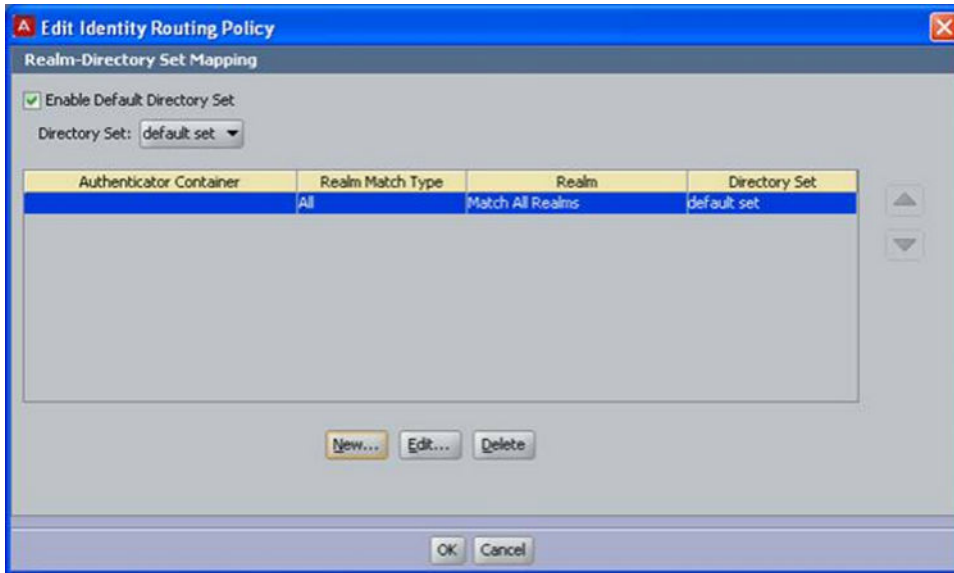 A Edit Identity Routing Policy
Realm-Directory Set Mapping
Enable Default Directory Set
Directory Set: default set
Authenticator Container Realm Match Type Realm Directory Set
All Match All Realms default set
New... Edit... Delete
OK Cancel